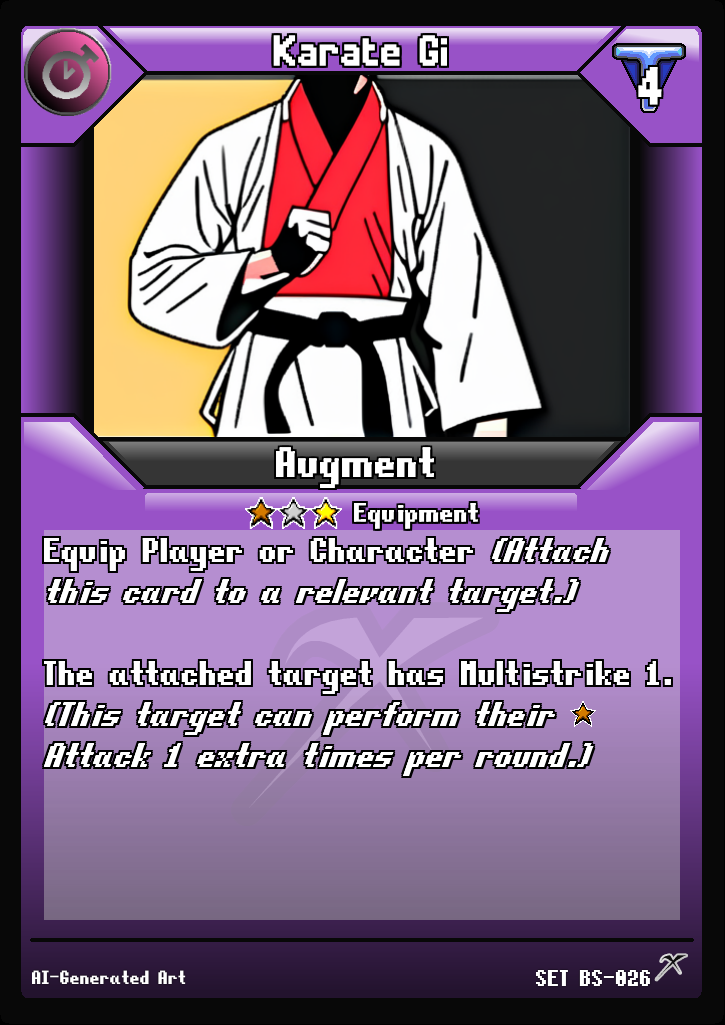 Karate Gi
4
Augment
Equipment
Equip Player or Character (Attach
this card to a relevant target.)
The attached target has Multistrike 1.
(This target can perform their
Attack 1 extra times per round.)
AI-Generated Art
SET BS-026